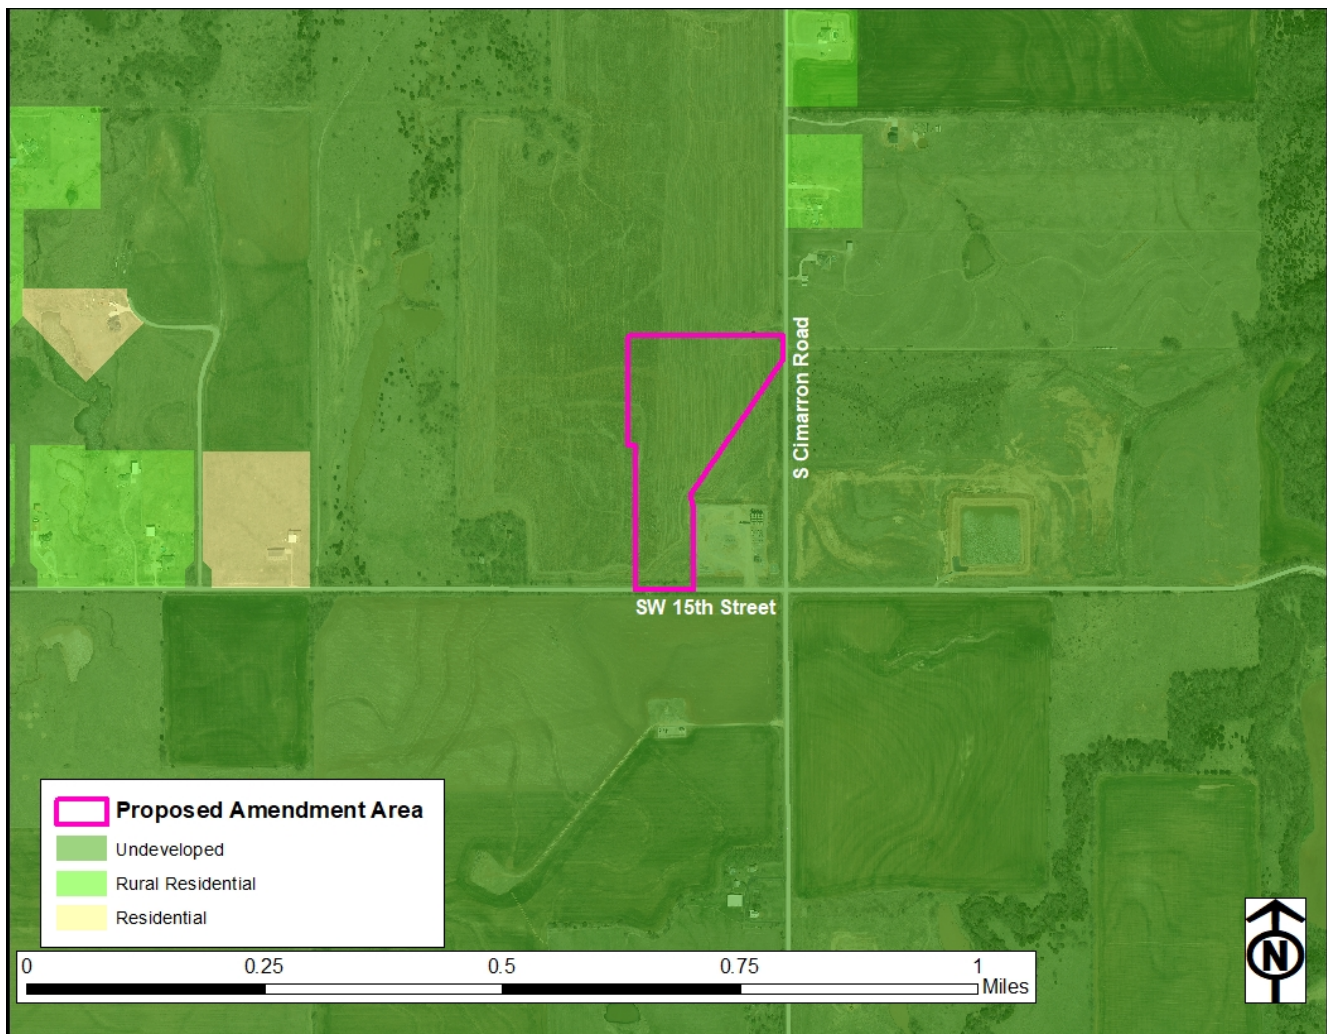 S Cimarron Road
SW 15th Street
Proposed Amendment Area
Undeveloped
Rural Residential
Residential
0 0.25 0.5 0.75 1
Miles
N